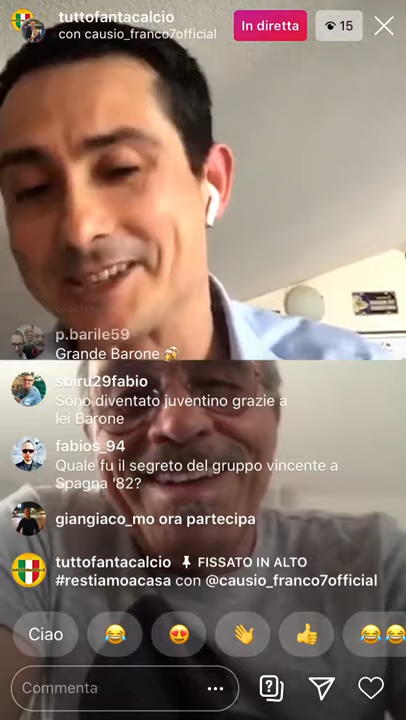 tuttofantacalcio
con causio_franco7official
In diretta
15
p.barile59
Grande Barone
sbiru29fabio
Sono diventato juventino grazie a
lei Barone
fabios_94
Quale fu il segreto del gruppo vincente a
Spagna '82?
giangiaco_mo ora partecipa
tuttofantacalcio FISSATO IN ALTO
#restiamoacasa con @causio_franco7official
Ciao
Commenta